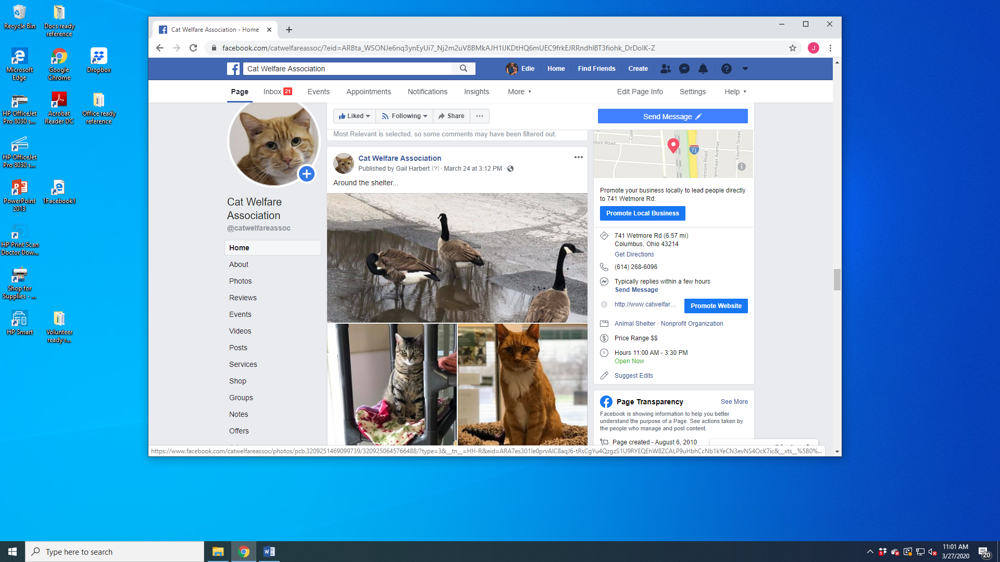 Recycle Bin
Docs ready
reference
Microsoft
Edge
Google
Chrome
Dropbox
HP OfficeJet
Pro 8030 s...
Acrobat
Reader DC
Office ready
reference
HP OfficeJet
Pro 8030 s...
PowerPoint
2013
1Facebook1
HP Print Scan
Doctor Dow...
Shop for
Supplies - ...
HP Smart
Volunteer
ready r...
Cat Welfare Association - Home
facebook.com/catwelfareassoc/?eid=ARBta_WSONJe6nq3ynEyUi7_Nj2m2uV8BMkAJH1IJKDtHQ6mUEC9frkEJRRndhlBT3fiohk_DrDoIK-Z
J
Cat Welfare Association
Edie
Home
Find Friends
Create
Page
Inbox 21
Events
Appointments
Notifications
Insights
More
Edit Page Info
Settings
Help
Liked
Following
Share
Send Message
Most Relevant is selected, so some comments may have been filtered out.
Cat Welfare Association
Published by Gail Harbert [?] · March 24 at 3:12 PM ·
Around the shelter...
Cat Welfare
Association
@catwelfareassoc
Home
About
Photos
Reviews
Events
Videos
Posts
Services
Shop
Groups
Notes
Offers
more Road
71
Fourth Street
Promote your business locally to lead people directly
to 741 Wetmore Rd.
Promote Local Business
741 Wetmore Rd (6.57 mi)
Columbus, Ohio 43214
Get Directions
(614) 268-6096
Typically replies within a few hours
Send Message
http://www.catwelfar...
Promote Website
Animal Shelter · Nonprofit Organization
Price Range $$
Hours 11:00 AM - 3:30 PM
Open Now
Suggest Edits
Page Transparency
See More
Facebook is showing information to help you better
understand the purpose of a Page. See actions taken by
the people who manage and post content.
Page created - August 6, 2010
https://www.facebook.com/catwelfareassoc/photos/pcb.3209251469099739/3209250645766488/?type=3&__tn__=HH-R&eid=ARA7es301Ie0prvAlC8aqJ6-tRsCgYu4QzgzS1U9RYEQEhW8ZCALP9uHbhCcNb1kYeCN3evNS4OcK7ic&__xts__%5B0%...
Type here to search
11:01 AM
3/27/2020
20